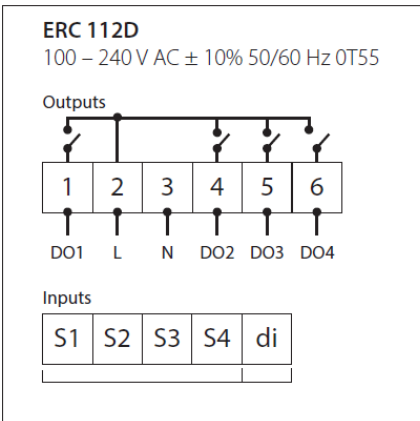 ERC 112D
100 – 240 V AC ± 10% 50/60 Hz 0T55
Outputs
1 2 3 4 5 6
DO1 L N DO2 DO3 DO4
Inputs
S1 S2 S3 S4 di